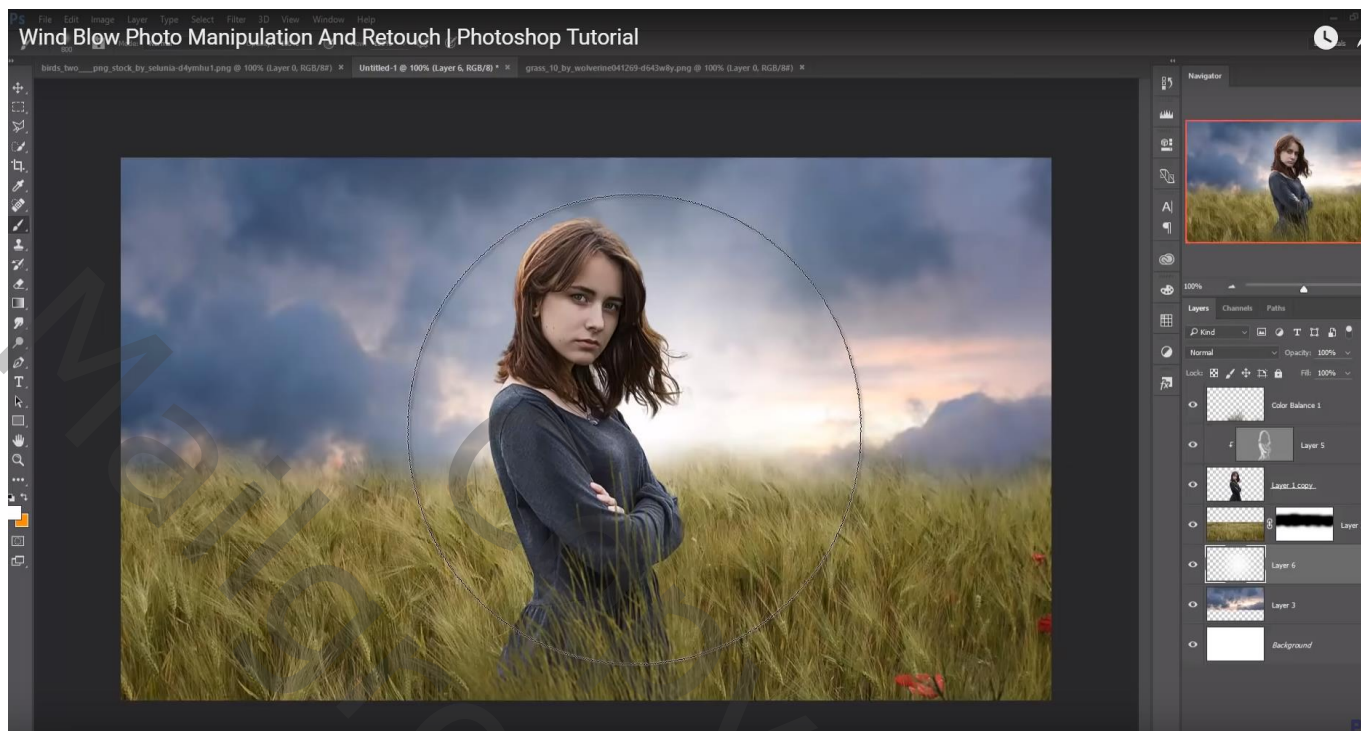 Ps File Edit Image Layer Type Select Filter 3D View Window Help
Wind Blow Photo Manipulation And Retouch | Photoshop Tutorial
800
birds_two___png_stock_by_selunia-d4ymhu1.png @ 100% (Layer 0, RGB/8#) × Untitled-1 @ 100% (Layer 6, RGB/8) * × grass_10_by_wolverine041269-d643w8y.png @ 100% (Layer 0, RGB/8#) ×
Navigator
100%
Layers Channels Paths
Kind
Normal Opacity: 100%
Lock: Fill: 100%
Color Balance 1
Layer 5
Layer 1 copy
Layer
Layer 6
Layer 3
Background